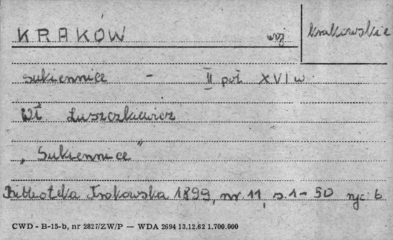 KRAKÓW woj krakowskie
sukiennice - II poł XVI w
Wł Łuszczkiewicz
„Sukiennice"
Biblioteka Krakowska 1899, nr. 11, s. 1-50 ryc: 6
CWD - B-15-b, nr 2827/ZW/P — WDA 2694 13.12.62 1.700.000